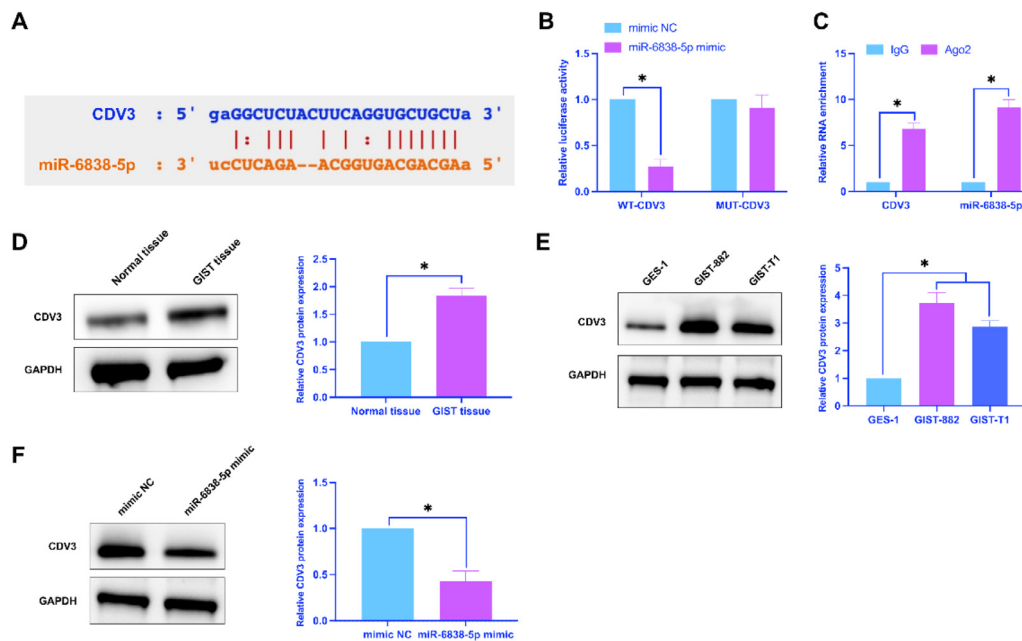 A
CDV3 : 5' gaGGCUCUACUUCAGGUGCUGCUa 3'
|: ||| | | :|||||||
miR-6838-5p : 3' ucCUCAGA--ACGGUGACGACGAa 5'
B
mimic NC
miR-6838-5p mimic
Relative luciferase activity
1.5
1.0
0.5
0.0
*
WT-CDV3 MUT-CDV3
C
IgG Ago2
Relative RNA enrichment
15
10
5
0
*
*
CDV3 miR-6838-5p
D
Normal tissue
GIST tissue
CDV3
GAPDH
Relative CDV3 protein expression
2.5
2.0
1.5
1.0
0.5
0.0
*
Normal tissue GIST tissue
E
GES-1
GIST-882
GIST-T1
CDV3
GAPDH
Relative CDV3 protein expression
5
4
3
2
1
0
*
GES-1 GIST-882 GIST-T1
F
mimic NC
miR-6838-5p mimic
CDV3
GAPDH
Relative CDV3 protein expression
1.5
1.0
0.5
0.0
*
mimic NC miR-6838-5p mimic